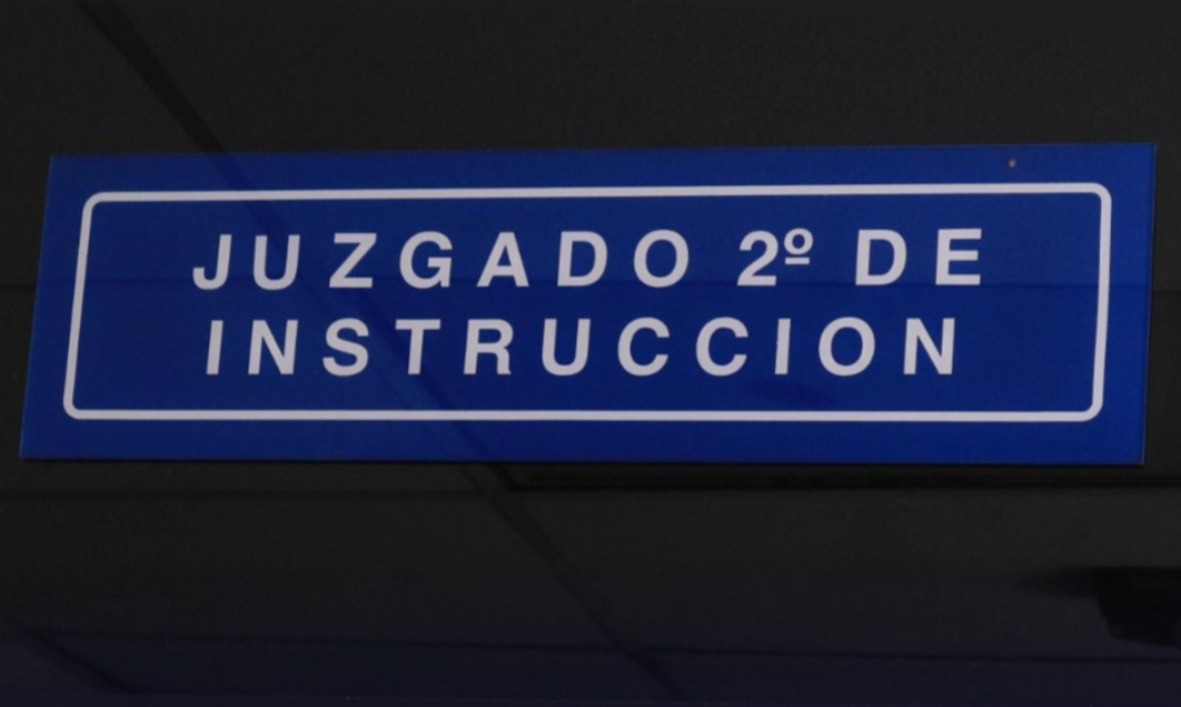 JUZGADO 2º DE
INSTRUCCION